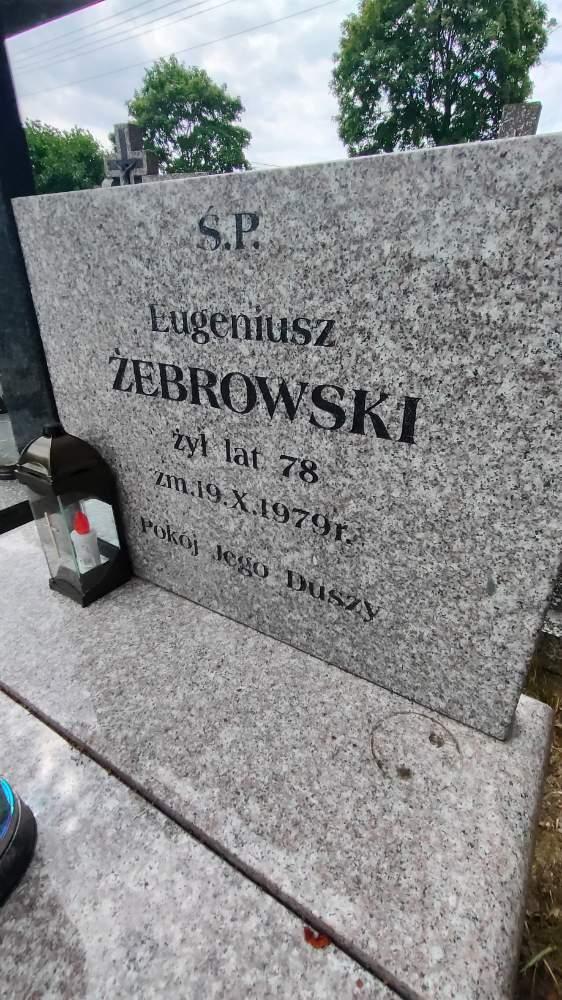 Ś.P.
Eugeniusz
ŻEBROWSKI
żył lat 78
zm.19.X.1979r.
Pokój Jego Duszy